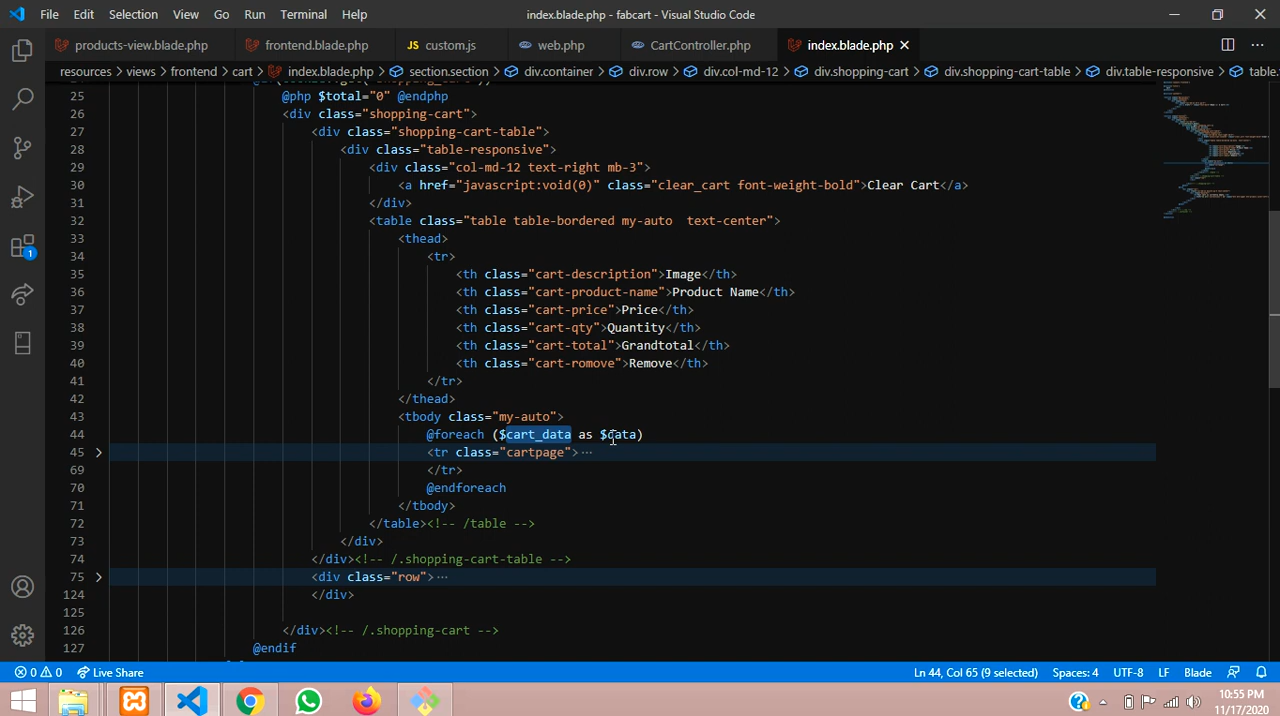 File Edit Selection View Go Run Terminal Help index.blade.php - fabcart - Visual Studio Code
products-view.blade.php frontend.blade.php JS custom.js web.php CartController.php index.blade.php
resources > views > frontend > cart > index.blade.php > section.section > div.container > div.row > div.col-md-12 > div.shopping-cart > div.shopping-cart-table > div.table-responsive > table.
25 @php $total="0" @endphp
26 <div class="shopping-cart">
27 <div class="shopping-cart-table">
28 <div class="table-responsive">
29 <div class="col-md-12 text-right mb-3">
30 <a href="javascript:void(0)" class="clear_cart font-weight-bold">Clear Cart</a>
31 </div>
32 <table class="table table-bordered my-auto  text-center">
33 <thead>
34 <tr>
35 <th class="cart-description">Image</th>
36 <th class="cart-product-name">Product Name</th>
37 <th class="cart-price">Price</th>
38 <th class="cart-qty">Quantity</th>
39 <th class="cart-total">Grandtotal</th>
40 <th class="cart-romove">Remove</th>
41 </tr>
42 </thead>
43 <tbody class="my-auto">
44 @foreach ($cart_data as $data)
45 <tr class="cartpage">···
69 </tr>
70 @endforeach
71 </tbody>
72 </table><!-- /table -->
73 </div>
74 </div><!-- /.shopping-cart-table -->
75 <div class="row">···
124 </div>
125
126 </div><!-- /.shopping-cart -->
127 @endif
1
0 0 Live Share Ln 44, Col 65 (9 selected) Spaces: 4 UTF-8 LF Blade
10:55 PM
11/17/2020